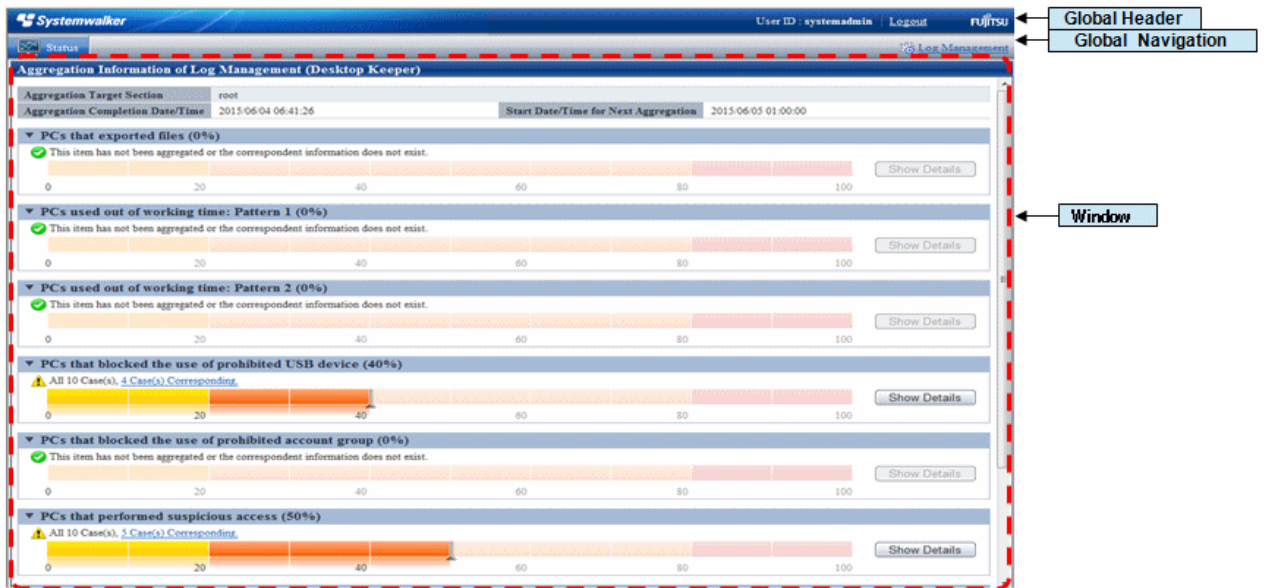 Systemwalker User ID : systemadmin Logout FUJITSU Global Header
Status Log Management Global Navigation
Aggregation Information of Log Management (Desktop Keeper)
Aggregation Target Section root
Aggregation Completion Date/Time 2015/06/04 06:41:26 Start Date/Time for Next Aggregation 2015/06/05 01:00:00
PCs that exported files (0%)
This item has not been aggregated or the correspondent information does not exist.
Show Details
0 20 40 60 80 100
PCs used out of working time: Pattern 1 (0%)
Window
This item has not been aggregated or the correspondent information does not exist.
Show Details
0 20 40 60 80 100
PCs used out of working time: Pattern 2 (0%)
This item has not been aggregated or the correspondent information does not exist.
Show Details
0 20 40 60 80 100
PCs that blocked the use of prohibited USB device (40%)
All 10 Case(s), 4 Case(s) Corresponding.
Show Details
0 20 40 60 80 100
PCs that blocked the use of prohibited account group (0%)
This item has not been aggregated or the correspondent information does not exist.
Show Details
0 20 40 60 80 100
PCs that performed suspicious access (50%)
All 10 Case(s), 5 Case(s) Corresponding.
Show Details
0 20 40 60 80 100